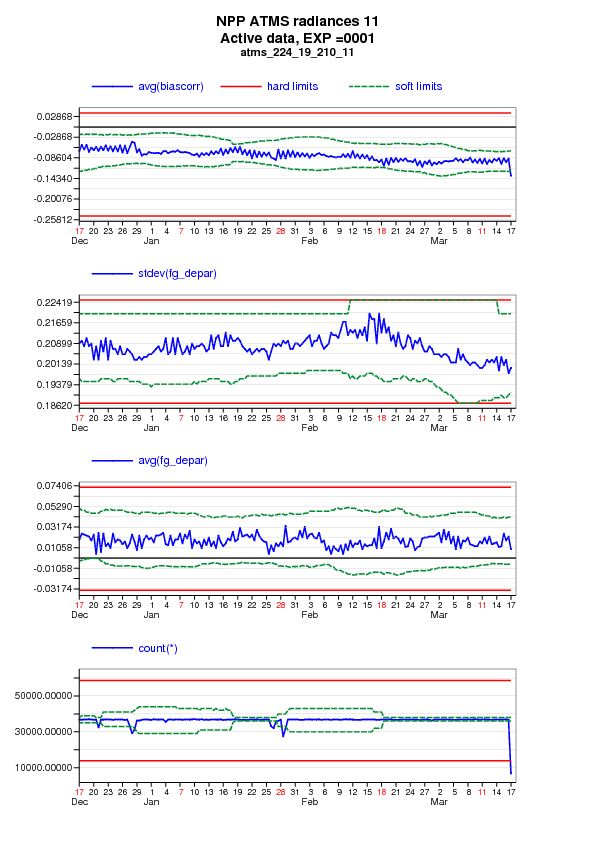 NPP ATMS radiances 11
Active data, EXP =0001
atms_224_19_210_11
avg(biascorr) hard limits soft limits
0.02868
-0.02868
-0.08604
-0.14340
-0.20076
-0.25812
17 20 23 26 29 1 4 7 10 13 16 19 22 25 28 31 3 6 9 12 15 18 21 24 27 2 5 8 11 14 17
Dec Jan Feb Mar
stdev(fg_depar)
0.22419
0.21659
0.20899
0.20139
0.19379
0.18620
17 20 23 26 29 1 4 7 10 13 16 19 22 25 28 31 3 6 9 12 15 18 21 24 27 2 5 8 11 14 17
Dec Jan Feb Mar
avg(fg_depar)
0.07406
0.05290
0.03174
0.01058
-0.01058
-0.03174
17 20 23 26 29 1 4 7 10 13 16 19 22 25 28 31 3 6 9 12 15 18 21 24 27 2 5 8 11 14 17
Dec Jan Feb Mar
count(*)
50000.00000
30000.00000
10000.00000
17 20 23 26 29 1 4 7 10 13 16 19 22 25 28 31 3 6 9 12 15 18 21 24 27 2 5 8 11 14 17
Dec Jan Feb Mar